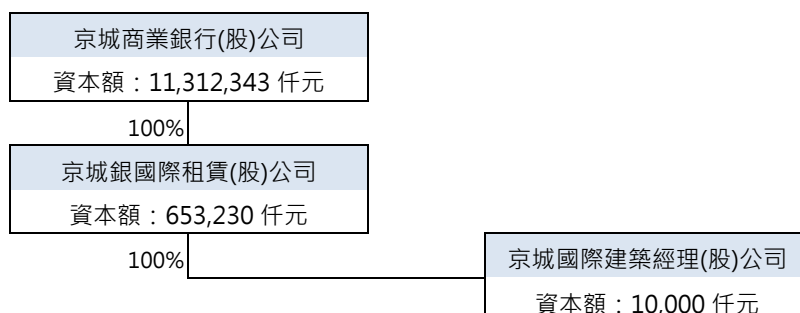 京城商業銀行(股)公司
資本額：11,312,343 仟元
100%
京城銀國際租賃(股)公司
資本額：653,230 仟元
100%
京城國際建築經理(股)公司
資本額：10,000 仟元